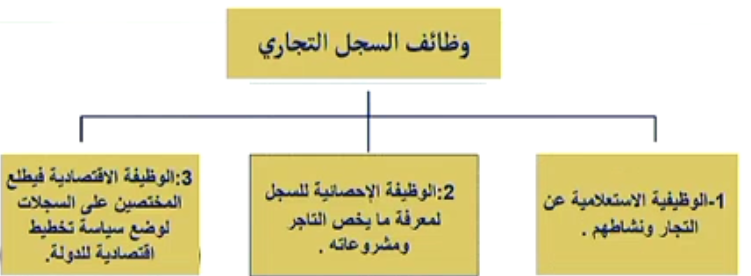 وظائف السجل التجاري
1-الوظيفية الاستعلامية عن
التجار ونشاطهم .
2:الوظيفة الإحصائية للسجل
لمعرفة ما يخص التاجر
ومشروعاته .
3:الوظيفة الاقتصادية فيطلع
المختصين على السجلات
لوضع سياسة تخطيط
اقتصادية للدولة.